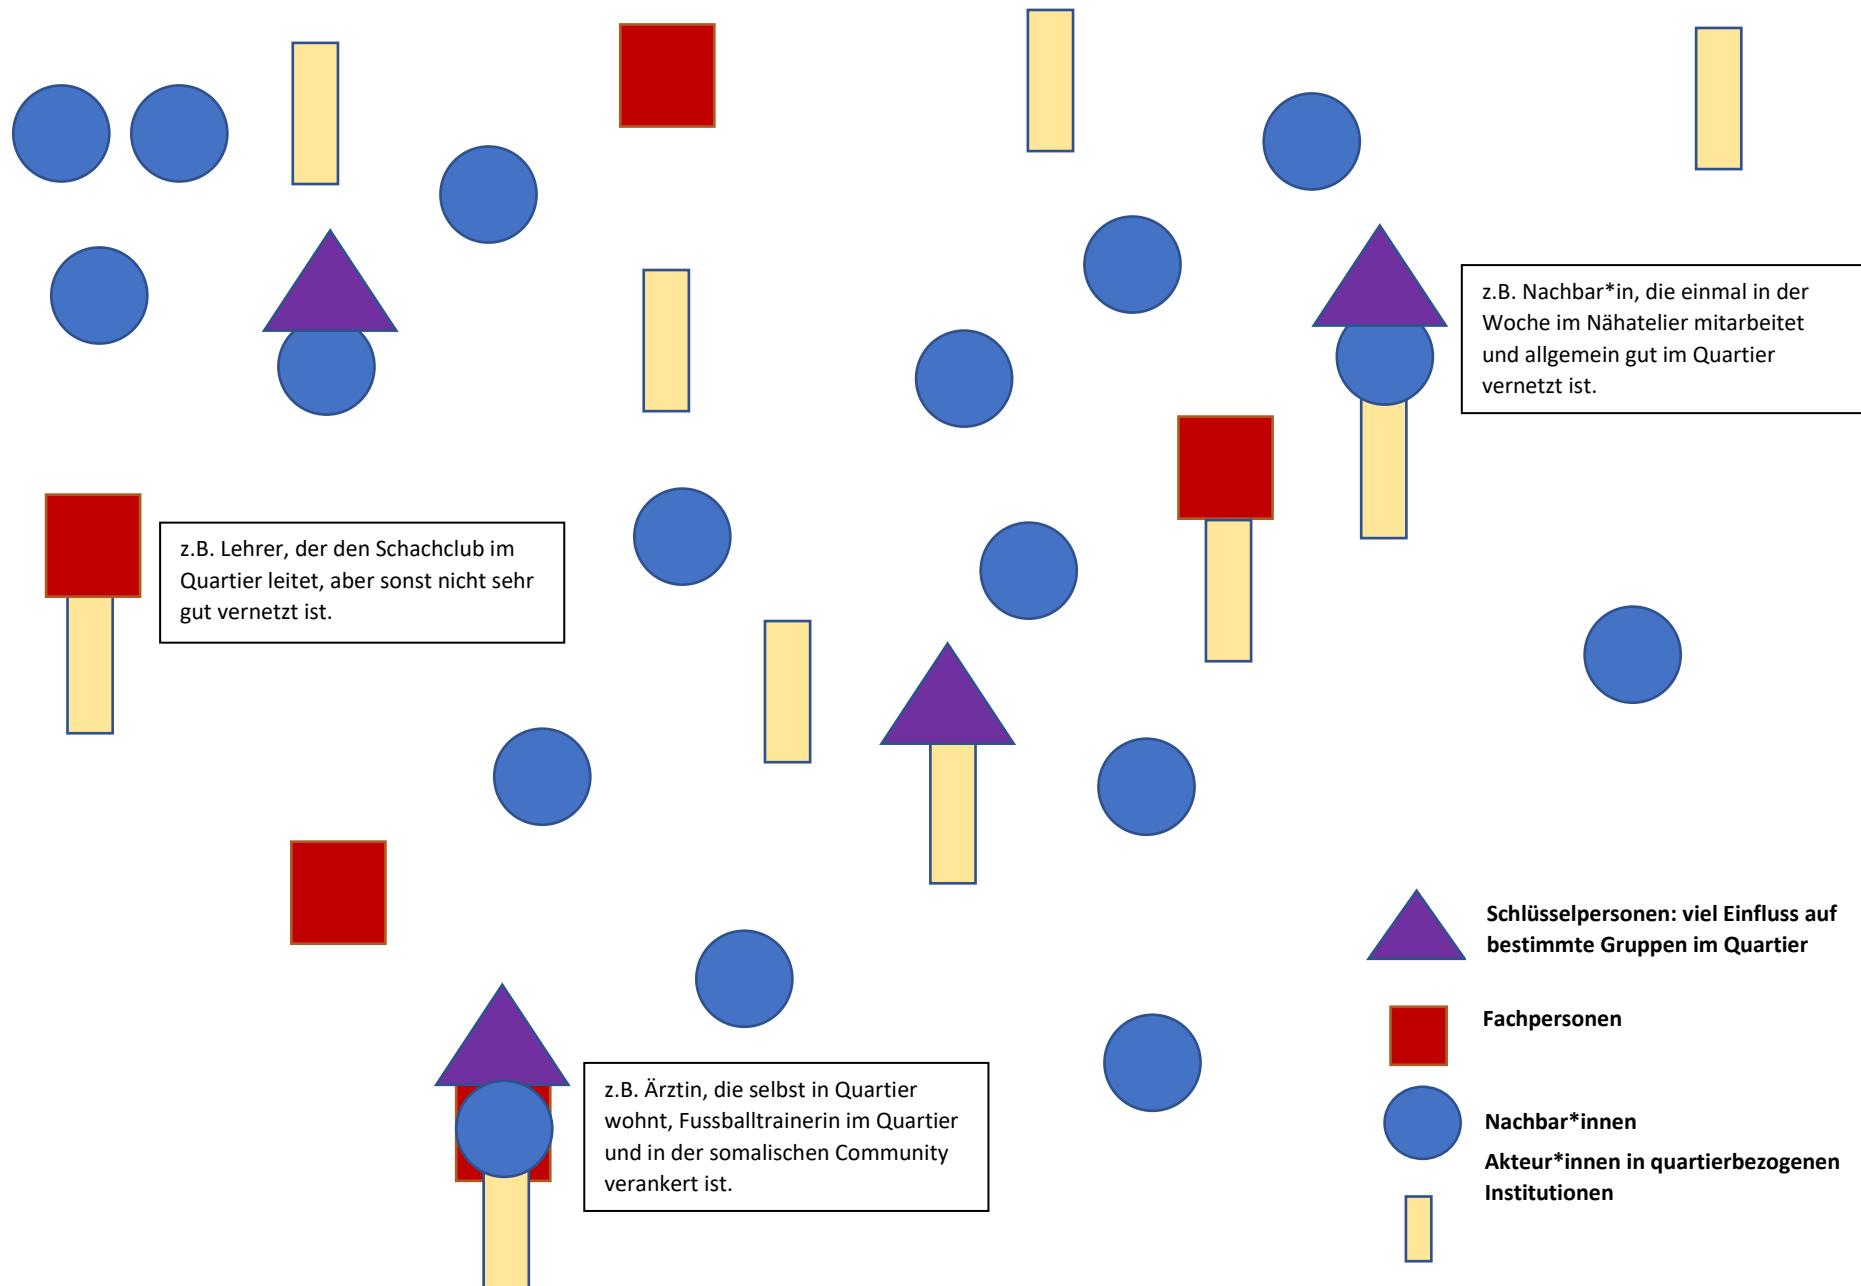 z.B. Nachbar*in, die einmal in der
Woche im Nähatelier mitarbeitet
und allgemein gut im Quartier
vernetzt ist.
z.B. Lehrer, der den Schachclub im
Quartier leitet, aber sonst nicht sehr
gut vernetzt ist.
z.B. Ärztin, die selbst in Quartier
wohnt, Fussballtrainerin im Quartier
und in der somalischen Community
verankert ist.
Schlüsselpersonen: viel Einfluss auf
bestimmte Gruppen im Quartier
Fachpersonen
Nachbar*innen
Akteur*innen in quartierbezogenen
Institutionen